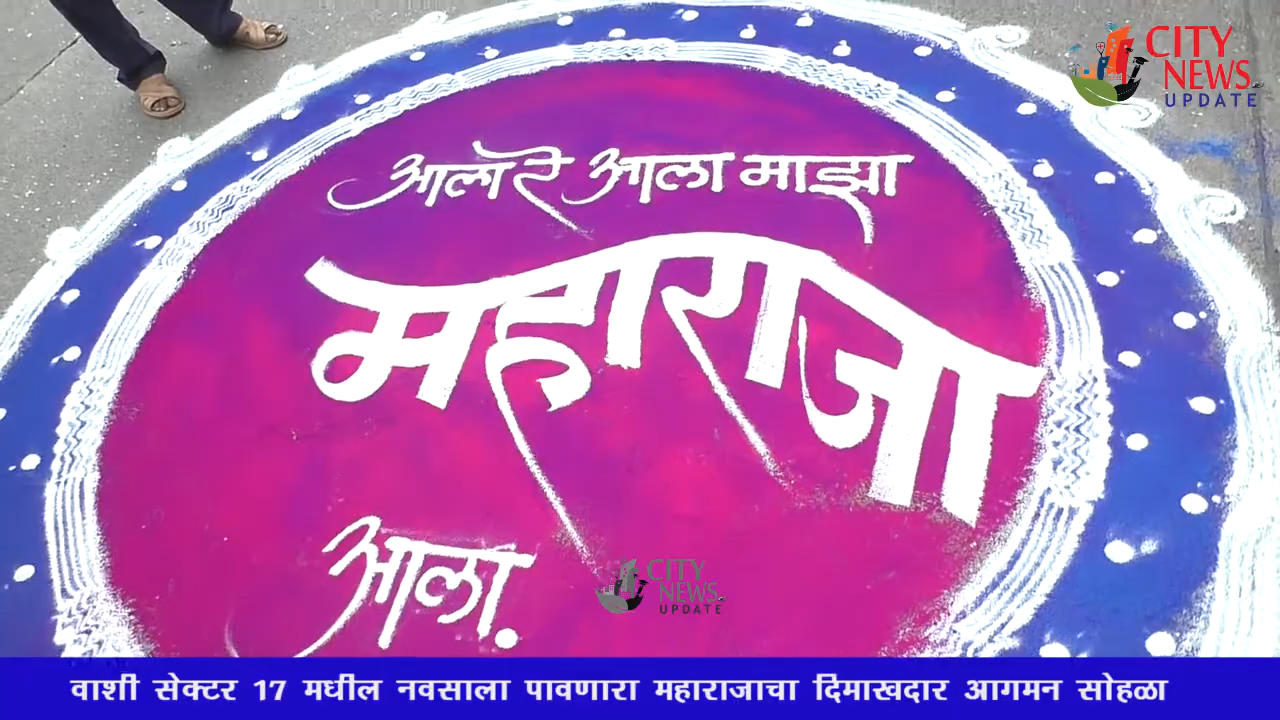 CITY
NEWS
UPDATE
आला रे आला माझा
महाराजा
आला.
CITY
NEWS
UPDATE
वाशी सेक्टर 17 मधील नवसाला पावणारा महाराजाचा दिमाखदार आगमन सोहळा